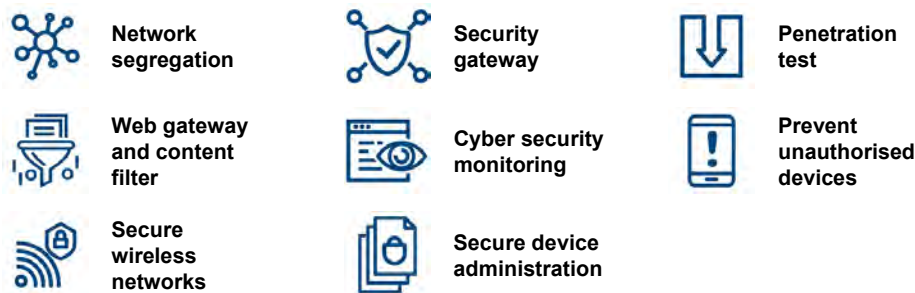 Network
segregation
Security
gateway
Penetration
test
Web gateway
and content
filter
Cyber security
monitoring
Prevent
unauthorised
devices
Secure
wireless
networks
Secure device
administration